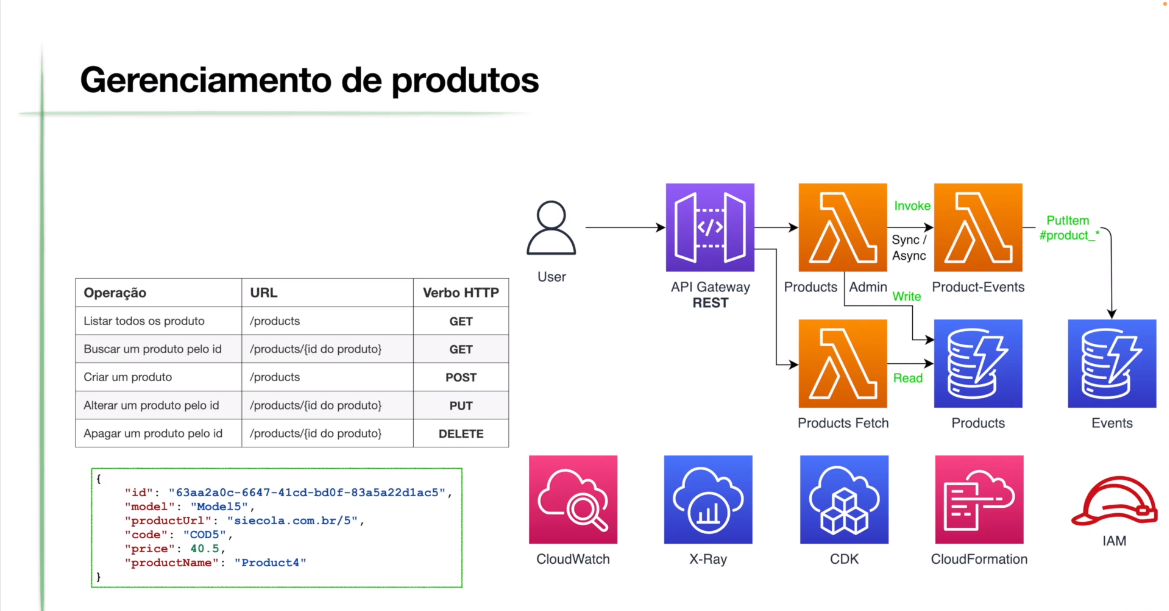 Gerenciamento de produtos
Operação URL Verbo HTTP
Listar todos os produto /products GET
Buscar um produto pelo id /products/{id do produto} GET
Criar um produto /products POST
Alterar um produto pelo id /products/{id do produto} PUT
Apagar um produto pelo id /products/{id do produto} DELETE
{
"id": "63aa2a0c-6647-41cd-bd0f-83a5a22d1ac5",
"model": "Model5",
"productUrl": "siecola.com.br/5",
"code": "COD5",
"price": 40.5,
"productName": "Product4"
}
User
API Gateway
REST
Products Admin
Invoke
Sync /
Async
Product-Events
PutItem
#product_*
Write
Read
Products Fetch
Products
Events
CloudWatch
X-Ray
CDK
CloudFormation
IAM